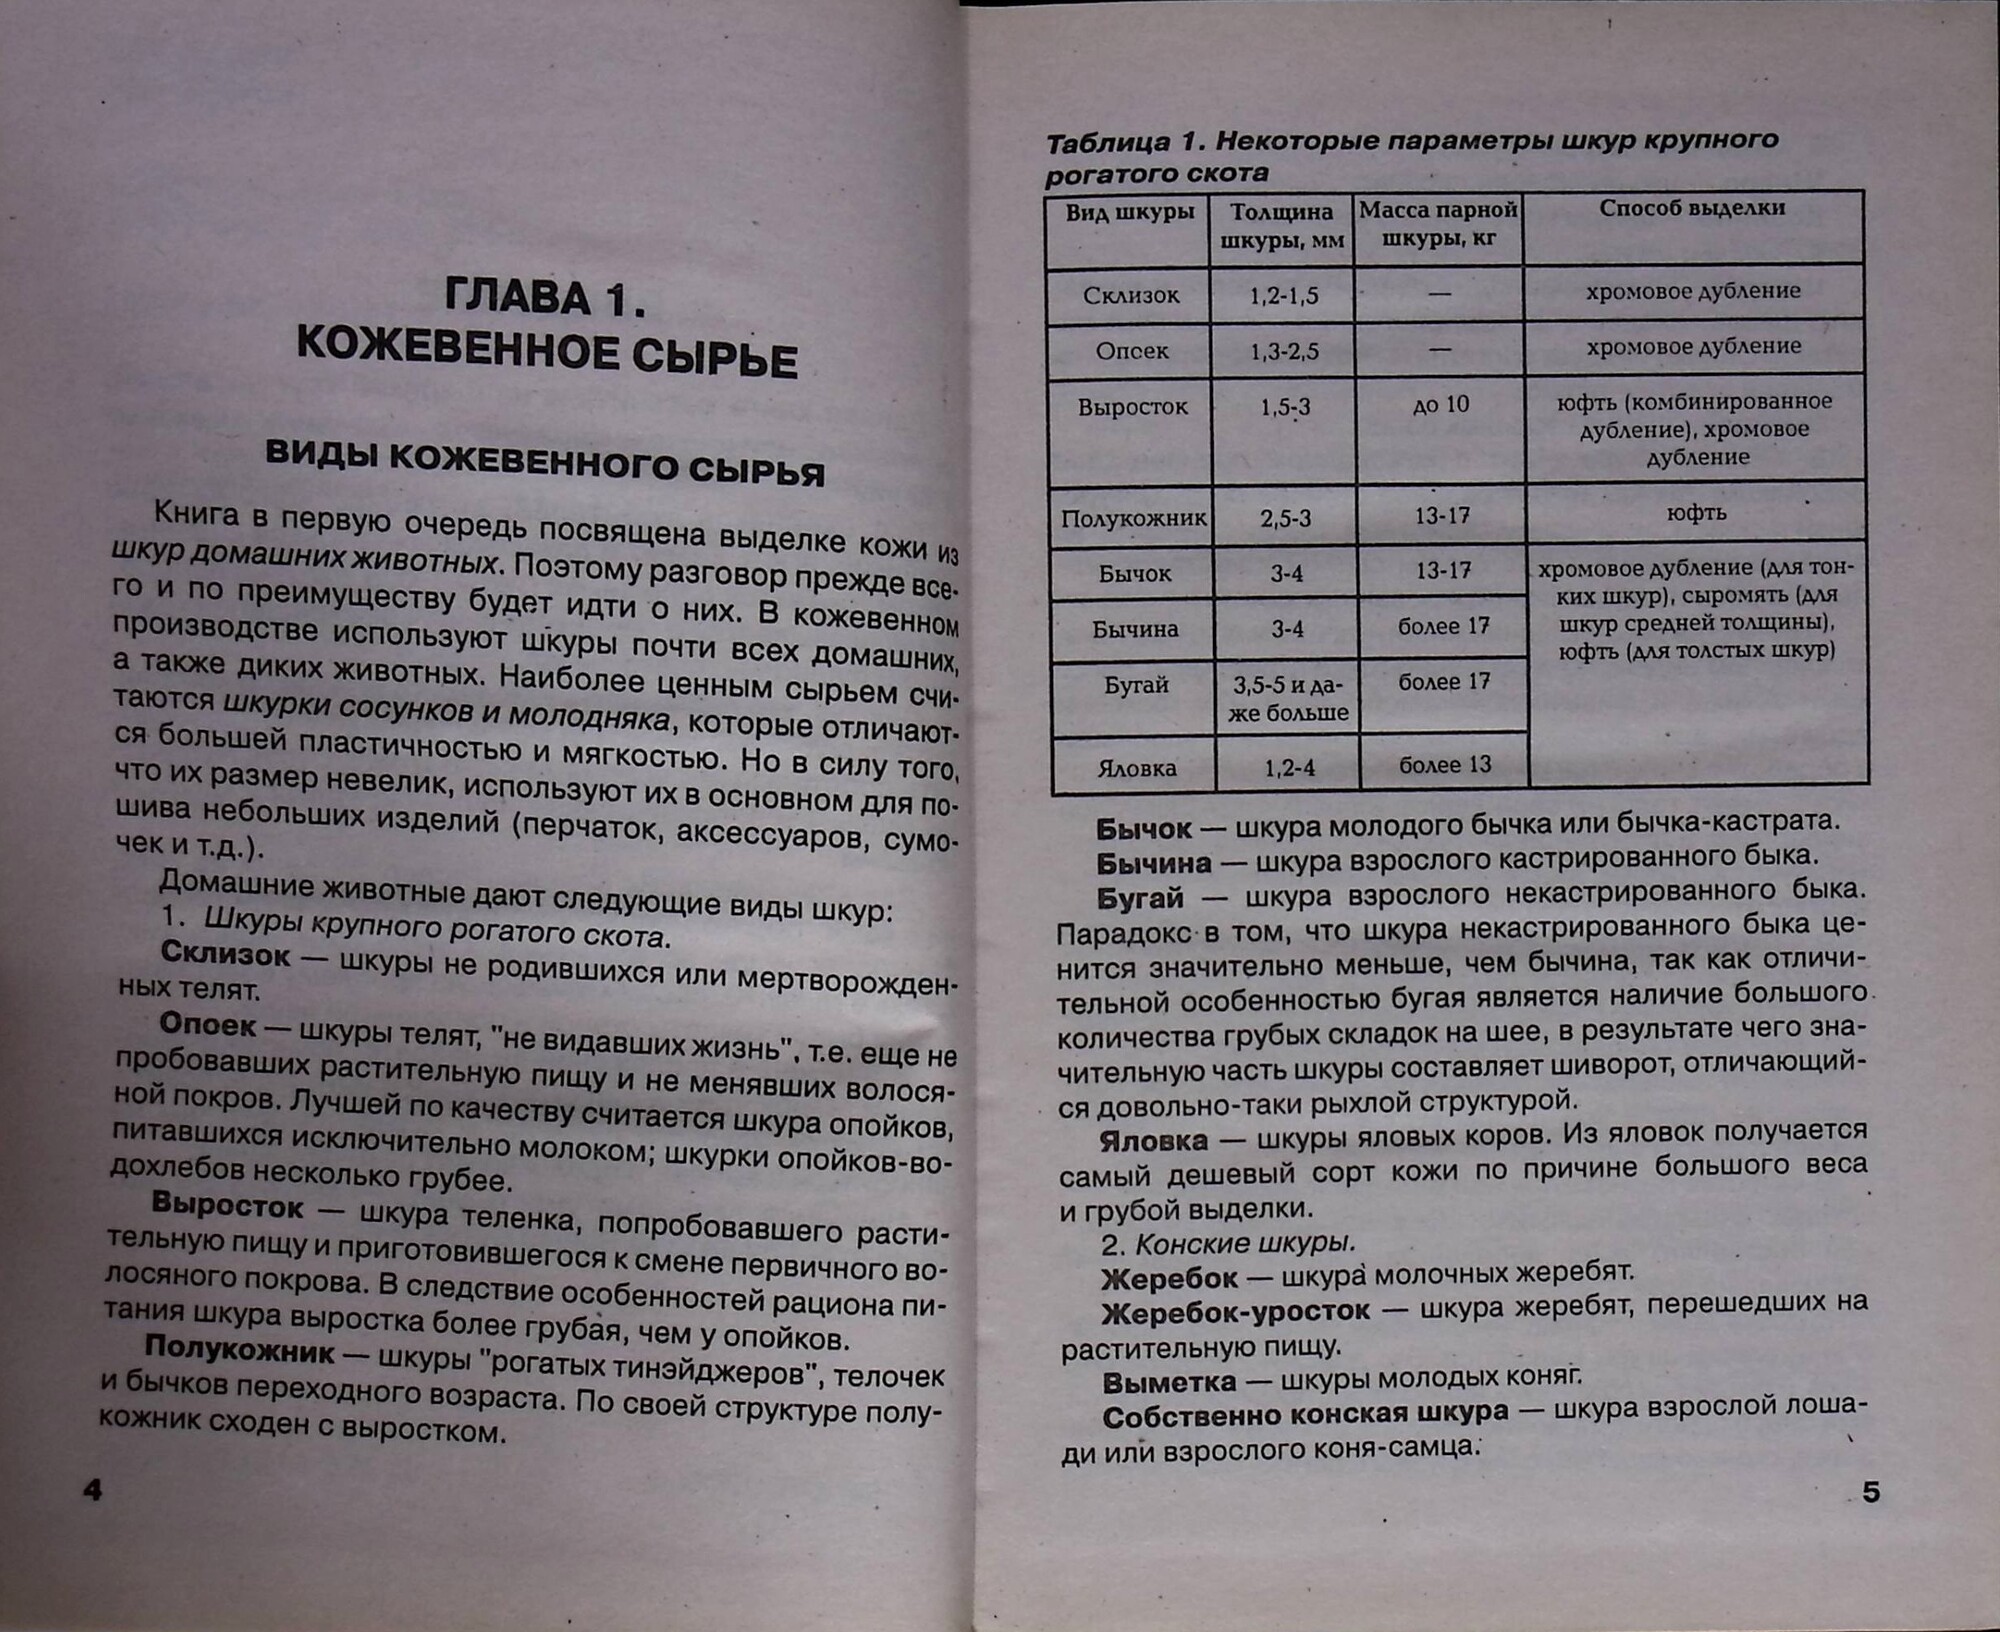 ГЛАВА 1.
КОЖЕВЕННОЕ СЫРЬЕ
ВИДЫ КОЖЕВЕННОГО СЫРЬЯ
Книга в первую очередь посвящена выделке кожи из
шкур домашних животных. Поэтому разговор прежде все-
го и по преимуществу будет идти о них. В кожевенном
производстве используют шкуры почти всех домашних,
а также диких животных. Наиболее ценным сырьем счи-
таются шкурки сосунков и молодняка, которые отличают-
ся большей пластичностью и мягкостью. Но в силу того,
что их размер невелик, используют их в основном для по-
шива небольших изделий (перчаток, аксессуаров, сумо-
чек и т.д.).
Домашние животные дают следующие виды шкур:
1. Шкуры крупного рогатого скота.
Склизок — шкуры не родившихся или мертворожден-
ных телят.
Опоек — шкуры телят, "не видавших жизнь", т.е. еще не
пробовавших растительную пищу и не менявших волося-
ной покров. Лучшей по качеству считается шкура опойков,
питавшихся исключительно молоком; шкурки опойков-во-
дохлебов несколько грубее.
Выросток — шкура теленка, попробовавшего расти-
тельную пищу и приготовившегося к смене первичного во-
лосяного покрова. В следствие особенностей рациона пи-
тания шкура выростка более грубая, чем у опойков.
Полукожник — шкуры "рогатых тинэйджеров", телочек
и бычков переходного возраста. По своей структуре полу-
кожник сходен с выростком.
4
Таблица 1. Некоторые параметры шкур крупного
рогатого скота
Вид шкуры Толщина шкуры, мм Масса парной шкуры, кг Способ выделки
Склизок 1,2-1,5 — хромовое дубление
Опсек 1,3-2,5 — хромовое дубление
Выросток 1,5-3 до 10 юфть (комбинированное
дубление), хромовое
дубление
Полукожник 2,5-3 13-17 юфть
Бычок 3-4 13-17 хромовое дубление (для тон-
ких шкур), сыромять (для
Бычина 3-4 более 17 шкур средней толщины),
юфть (для толстых шкур)
Бугай 3,5-5 и да- более 17
же больше
Яловка 1,2-4 более 13
Бычок — шкура молодого бычка или бычка-кастрата.
Бычина — шкура взрослого кастрированного быка.
Бугай — шкура взрослого некастрированного быка.
Парадокс в том, что шкура некастрированного быка це-
нится значительно меньше, чем бычина, так как отличи-
тельной особенностью бугая является наличие большого
количества грубых складок на шее, в результате чего зна-
чительную часть шкуры составляет шиворот, отличающий-
ся довольно-таки рыхлой структурой.
Яловка — шкуры яловых коров. Из яловок получается
самый дешевый сорт кожи по причине большого веса
и грубой выделки.
2. Конские шкуры.
Жеребок — шкура молочных жеребят.
Жеребок-уросток — шкура жеребят, перешедших на
растительную пищу.
Выметка — шкуры молодых коняг.
Собственно конская шкура — шкура взрослой лоша-
ди или взрослого коня-самца.
5